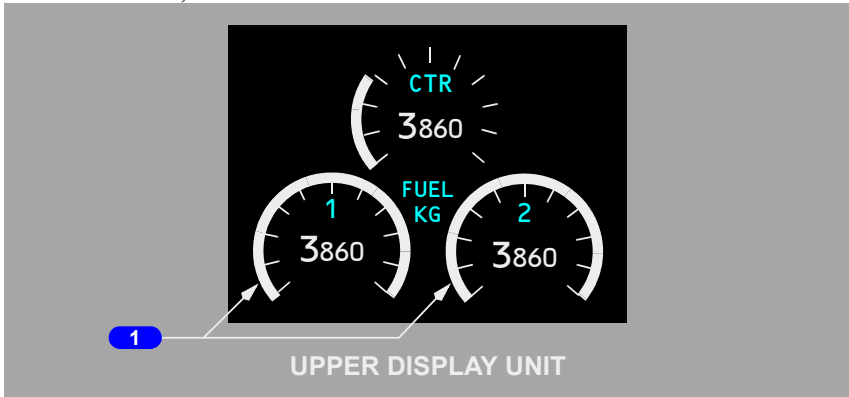 CTR
3860
FUEL
KG
1
3860
2
3860
1
UPPER DISPLAY UNIT